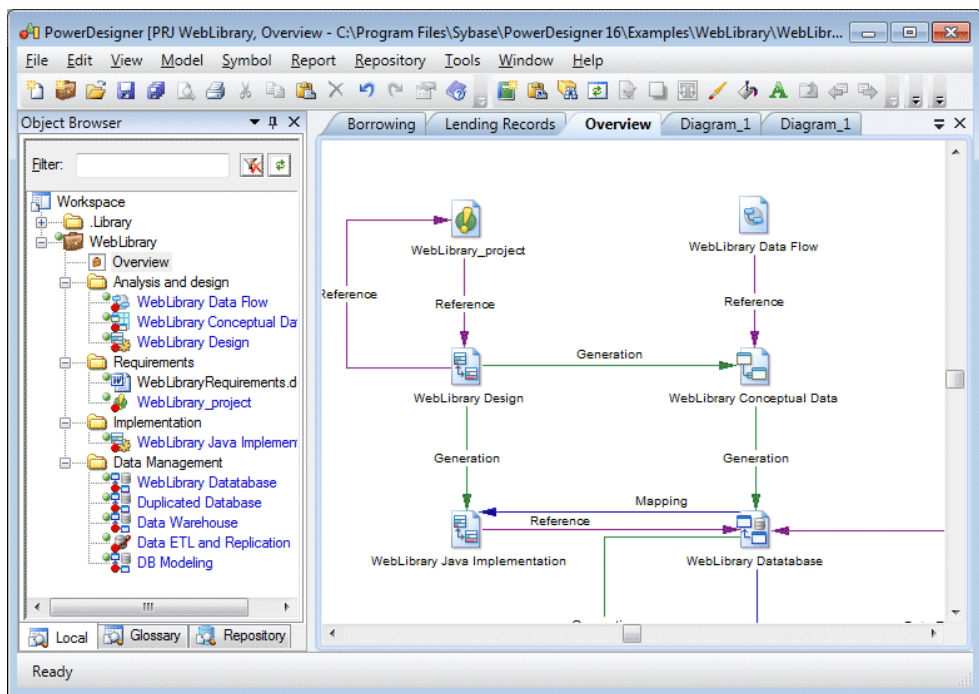 PowerDesigner [PRJ WebLibrary, Overview - C:\Program Files\Sybase\PowerDesigner 16\Examples\WebLibrary\WebLibr...
File Edit View Model Symbol Report Repository Tools Window Help
Object Browser
Borrowing Lending Records Overview Diagram_1 Diagram_1
Filter:
Workspace
.Library
WebLibrary
Overview
Analysis and design
WebLibrary Data Flow
WebLibrary Conceptual Da
WebLibrary Design
Requirements
WebLibraryRequirements.d
WebLibrary_project
Implementation
WebLibrary Java Implemen
Data Management
WebLibrary Datatabase
Duplicated Database
Data Warehouse
Data ETL and Replication
DB Modeling
Local Glossary Repository
WebLibrary_project
WebLibrary Data Flow
Reference
Reference
Reference
Generation
WebLibrary Design
WebLibrary Conceptual Data
Generation
Generation
Mapping
Reference
WebLibrary Java Implementation
WebLibrary Datatabase
Ready